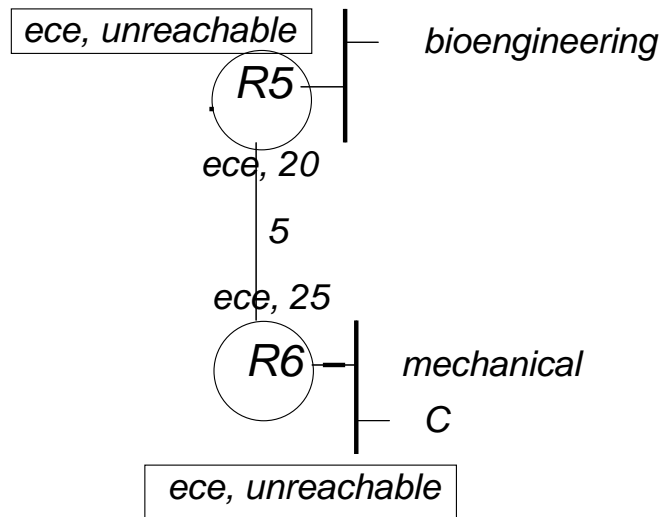 ece, unreachable
bioengineering
R5
ece, 20
5
ece, 25
R6
mechanical
C
ece, unreachable